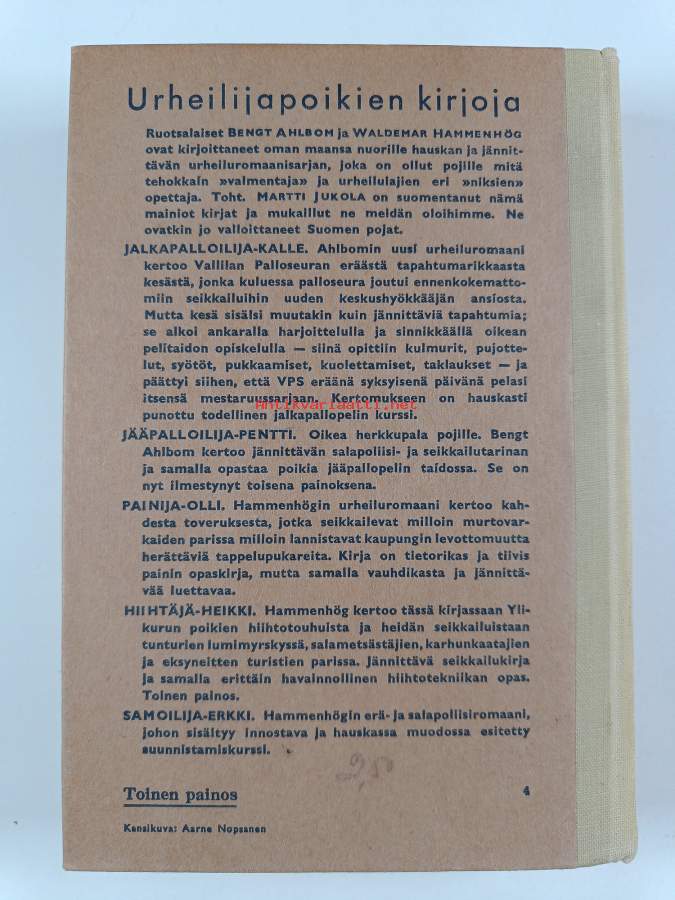 Urheilijapoikien kirjoja
Ruotsalaiset BENGT AHLBOM ja WALDEMAR HAMMENHÖG
ovat kirjoittaneet oman maansa nuorille hauskan ja jännit-
tävän urheiluromaanisarjan, joka on ollut pojille mitä
tehokkain »valmentaja» ja urheilulajien eri »niksien»
opettaja. Toht. MARTTI JUKOLA on suomentanut nämä
mainiot kirjat ja mukaillut ne meidän oloihimme. Ne
ovatkin jo valloittaneet Suomen pojat.
JALKAPALLOILIJA-KALLE. Ahlbomin uusi urheiluromaani
kertoo Vallilan Palloseuran eräästä tapahtumarikkaasta
kesästä, jonka kuluessa palloseura joutui ennenkokematto-
miin seikkailuihin uuden keskushyökkääjän ansiosta.
Mutta kesä sisälsi muutakin kuin jännittäviä tapahtumia;
se alkoi ankaralla harjoittelulla ja sinnikkäällä oikean
pelitaidon opiskelulla — siinä opittiin kulmurit, pujotte-
lut, syötöt, pukkaamiset, kuolettamiset, taklaukset — ja
päättyi siihen, että VPS eräänä syksyisenä päivänä pelasi
itsensä mestaruussarjaan. Kertomukseen on hauskasti
punottu todellinen jalkapallopelin kurssi.
antikvariaatti.net
JÄÄPALLOILIJA-PENTTI. Oikea herkkupala pojille. Bengt
Ahlbom kertoo jännittävän salapoliisi- ja seikkailutarinan
ja samalla opastaa poikia jääpallopelin taidossa. Se on
nyt ilmestynyt toisena painoksena.
PAINIJA-OLLI. Hammenhögin urheiluromaani kertoo kah-
desta toveruksesta, jotka seikkailevat milloin murtovar-
kaiden parissa milloin lannistavat kaupungin levottomuutta
herättäviä tappelupukareita. Kirja on tietorikas ja tiivis
painin opaskirja, mutta samalla vauhdikasta ja jännittä-
vää luettavaa.
HIIHTÄJÄ-HEIKKI. Hammenhög kertoo tässä kirjassaan Yli-
kurun poikien hiihtotouhuista ja heidän seikkailuistaan
tunturien lumimyrskyssä, salametsästäjien, karhunkaatajien
ja eksyneitten turistien parissa. Jännittävä seikkailukirja
ja samalla erittäin havainnollinen hiihtotekniikan opas.
Toinen painos.
SAMOILIJA-ERKKI. Hammenhögin erä- ja salapoliisiromaani,
johon sisältyy innostava ja hauskassa muodossa esitetty
suunnistamiskurssi.
2,50
Toinen painos 4
Kansikuva: Aarne Nopsanen